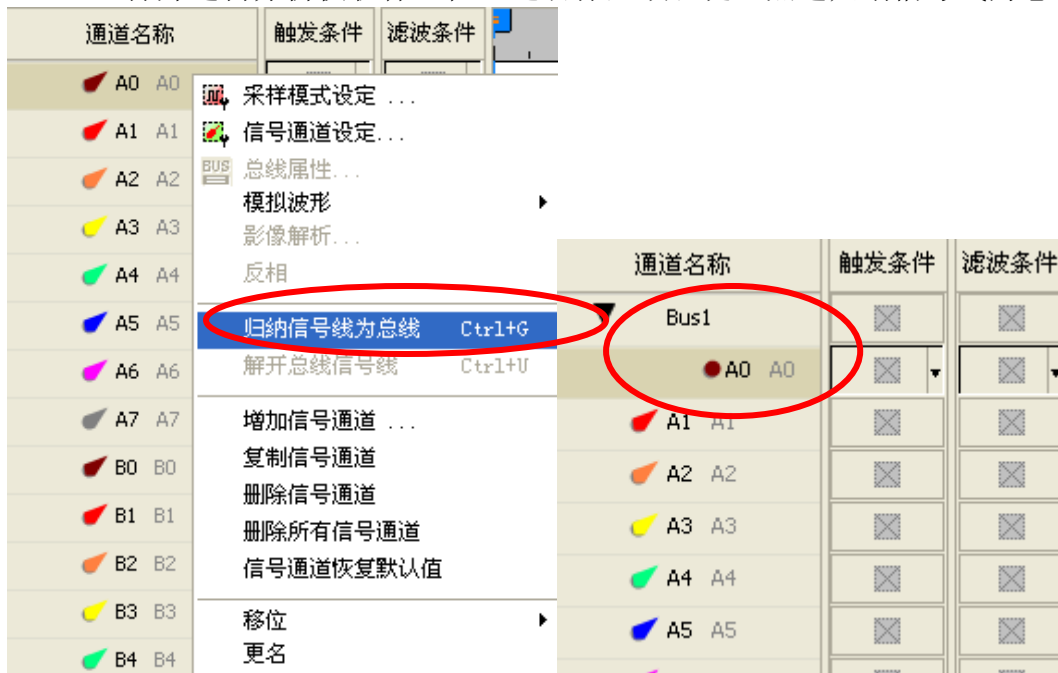 通道名称 触发条件 滤波条件
A0 A0
A1 A1
A2 A2
A3 A3
A4 A4
A5 A5
A6 A6
A7 A7
B0 B0
B1 B1
B2 B2
B3 B3
B4 B4
采样模式设定 ...
信号通道设定...
BUS 总线属性...
模拟波形
影像解析...
反相
归纳信号线为总线 Ctrl+G
解开总线信号线 Ctrl+U
增加信号通道 ...
复制信号通道
删除信号通道
删除所有信号通道
信号通道恢复默认值
移位
更名
通道名称 触发条件 滤波条件
Bus1
A0 A0
A1 A1
A2 A2
A3 A3
A4 A4
A5 A5